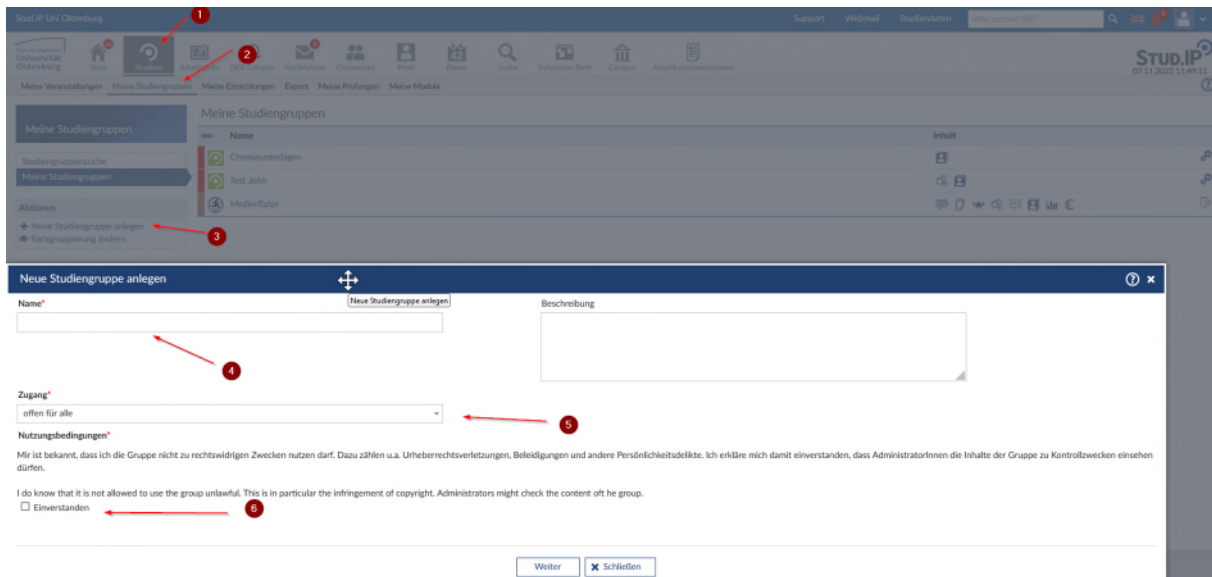 Stud.IP Uni Oldenburg
1
Support Webmail Studiendaten Was suchen Sie?
Universität
Oldenburg
Start Studium 2 Nachrichten Community Profil Planer Suche Schwarzes Brett Campus Abschlussarbeitsthemen
STUD.IP
07.11.2022 11:49:11
Meine Veranstaltungen Meine Studiengruppen Meine Einrichtungen Export Meine Prüfungen Meine Module
Meine Studiengruppen
Meine Studiengruppen
Name Inhalt
Studiengruppensuche
Chemieunterlagen
Meine Studiengruppen
Test John
Aktionen
MedienTutor
Neue Studiengruppe anlegen
3
Farbgruppierung ändern
Neue Studiengruppe anlegen
Neue Studiengruppe anlegen
Name*
Beschreibung
4
Zugang*
offen für alle
5
Nutzungsbedingungen*
Mir ist bekannt, dass ich die Gruppe nicht zu rechtswidrigen Zwecken nutzen darf. Dazu zählen u.a. Urheberrechtsverletzungen, Beleidigungen und andere Persönlichkeitsdelikte. Ich erkläre mich damit einverstanden, dass AdministratorInnen die Inhalte der Gruppe zu Kontrollzwecken einsehen
dürfen.
I do know that it is not allowed to use the group unlawful. This is in particular the infringement of copyright. Administrators might check the content oft he group.
Einverstanden
6
Weiter Schließen